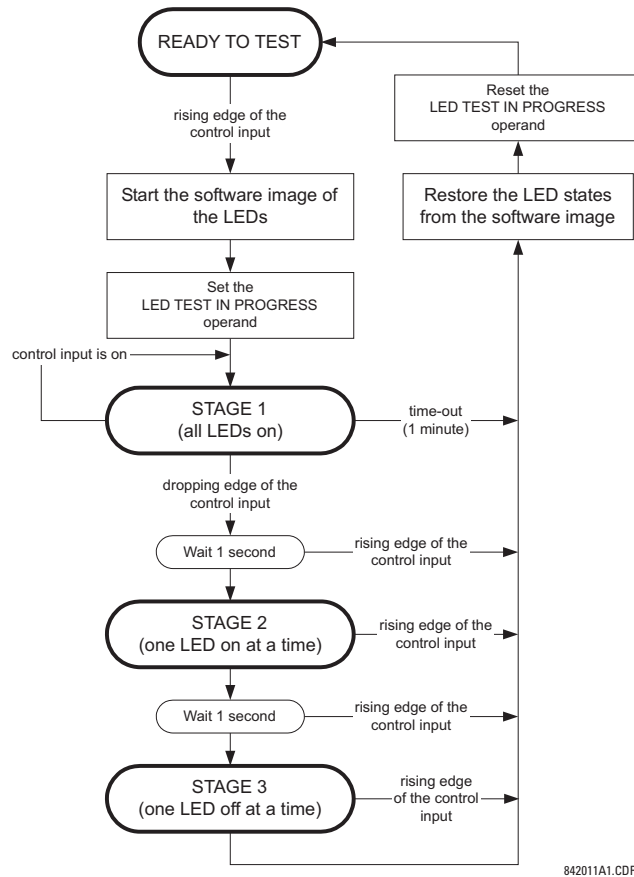 READY TO TEST
rising edge of the
control input
Start the software image of
the LEDs
Set the
LED TEST IN PROGRESS
operand
control input is on
STAGE 1
(all LEDs on)
time-out
(1 minute)
dropping edge of the
control input
Wait 1 second
rising edge of the
control input
STAGE 2
(one LED on at a time)
rising edge of the
control input
Wait 1 second
rising edge of the
control input
STAGE 3
(one LED off at a time)
rising edge
of the control
input
Restore the LED states
from the software image
Reset the
LED TEST IN PROGRESS
operand
842011A1.CDR